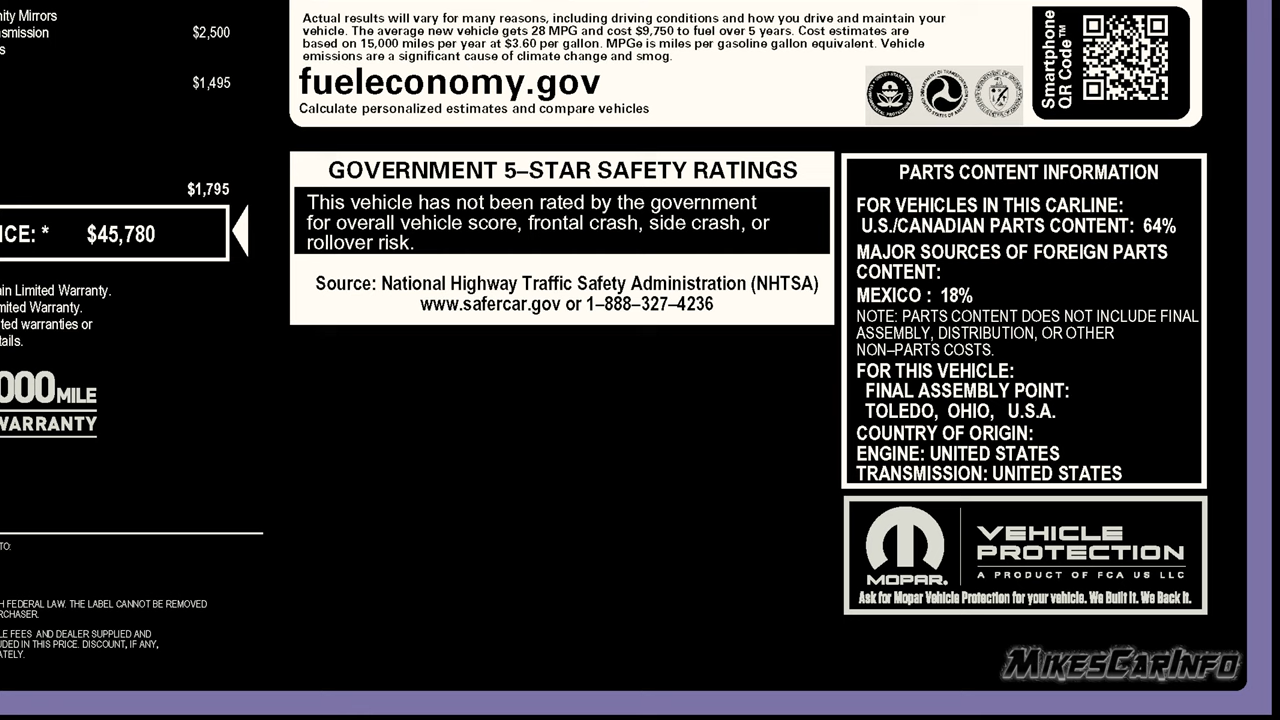 nity Mirrors
nsmission
s
$2,500
$1,495
$1,795
ICE: * $45,780
ain Limited Warranty.
mited Warranty.
ted warranties or
tails.
000 MILE
WARRANTY
TO:
H FEDERAL LAW. THE LABEL CANNOT BE REMOVED
RCHASER.
LE FEES AND DEALER SUPPLIED AND
UDED IN THIS PRICE. DISCOUNT, IF ANY,
ATELY.
Actual results will vary for many reasons, including driving conditions and how you drive and maintain your
vehicle. The average new vehicle gets 28 MPG and cost $9,750 to fuel over 5 years. Cost estimates are
based on 15,000 miles per year at $3.60 per gallon. MPGe is miles per gasoline gallon equivalent. Vehicle
emissions are a significant cause of climate change and smog.
fueleconomy.gov
Calculate personalized estimates and compare vehicles
Smartphone
QR Code™
GOVERNMENT 5–STAR SAFETY RATINGS
This vehicle has not been rated by the government
for overall vehicle score, frontal crash, side crash, or
rollover risk.
Source: National Highway Traffic Safety Administration (NHTSA)
www.safercar.gov or 1–888–327–4236
PARTS CONTENT INFORMATION
FOR VEHICLES IN THIS CARLINE:
U.S./CANADIAN PARTS CONTENT: 64%
MAJOR SOURCES OF FOREIGN PARTS
CONTENT:
MEXICO : 18%
NOTE: PARTS CONTENT DOES NOT INCLUDE FINAL
ASSEMBLY, DISTRIBUTION, OR OTHER
NON–PARTS COSTS.
FOR THIS VEHICLE:
FINAL ASSEMBLY POINT:
TOLEDO, OHIO, U.S.A.
COUNTRY OF ORIGIN:
ENGINE: UNITED STATES
TRANSMISSION: UNITED STATES
MOPAR.
VEHICLE
PROTECTION
A PRODUCT OF FCA US LLC
Ask for Mopar Vehicle Protection for your vehicle. We Built It. We Back It.
MIKESCARINFO